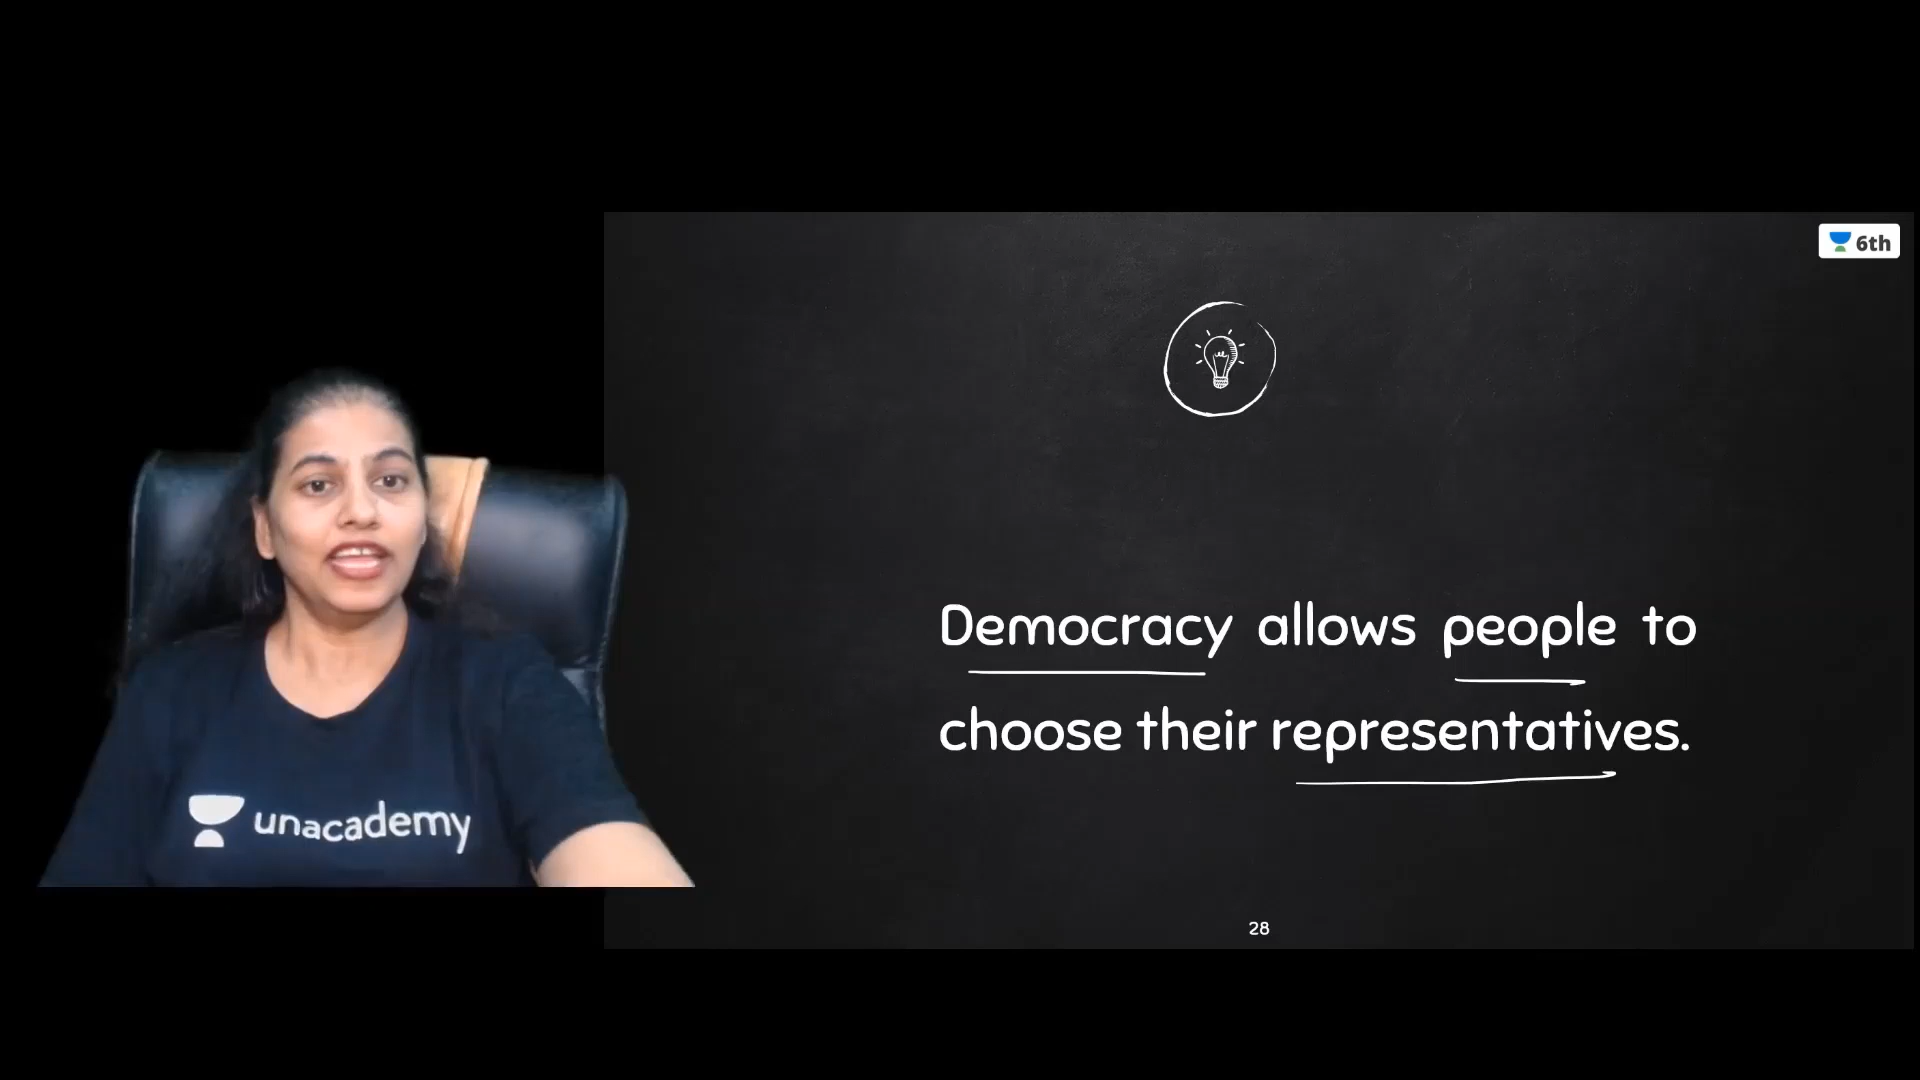 6th
Democracy allows people to
choose their representatives.
unacademy
28